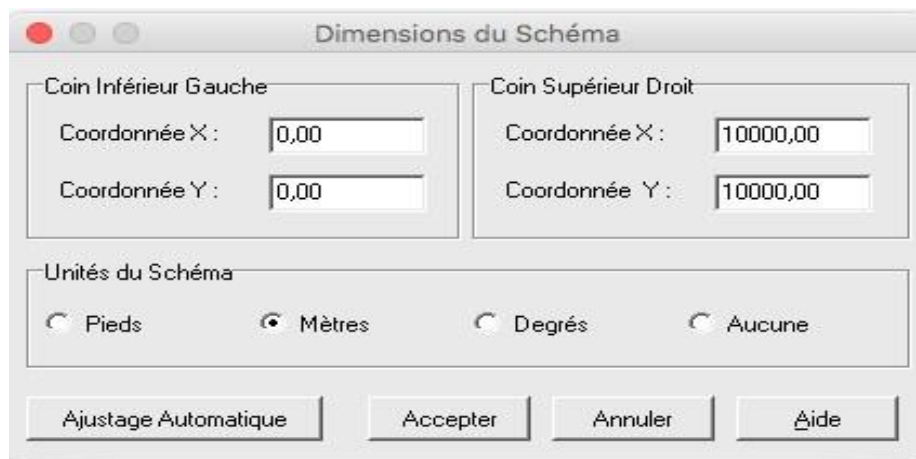 Dimensions du Schéma
Coin Inférieur Gauche
Coordonnée X : 0,00
Coordonnée Y : 0,00
Coin Supérieur Droit
Coordonnée X : 10000,00
Coordonnée Y : 10000,00
Unités du Schéma
Pieds Mètres Degrés Aucune
Ajustage Automatique Accepter Annuler Aide